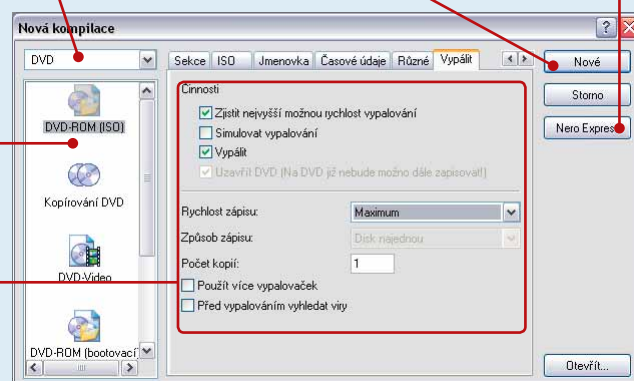 Nová kompilace
DVD
Sekce ISO Jmenovka Časové údaje Různé Vypálit
Nové
Storno
Nero Express
Činnosti
Zjistit nejvyšší možnou rychlost vypalování
Simulovat vypalování
Vypálit
Uzavřít DVD (Na DVD již nebude možno dále zapisovat!)
DVD-ROM (ISO)
Kopírování DVD
DVD-Video
DVD-ROM (bootovací
Rychlost zápisu: Maximum
Způsob zápisu: Disk najednou
Počet kopií: 1
Použít více vypalovaček
Před vypalováním vyhledat viry
Otevřít...